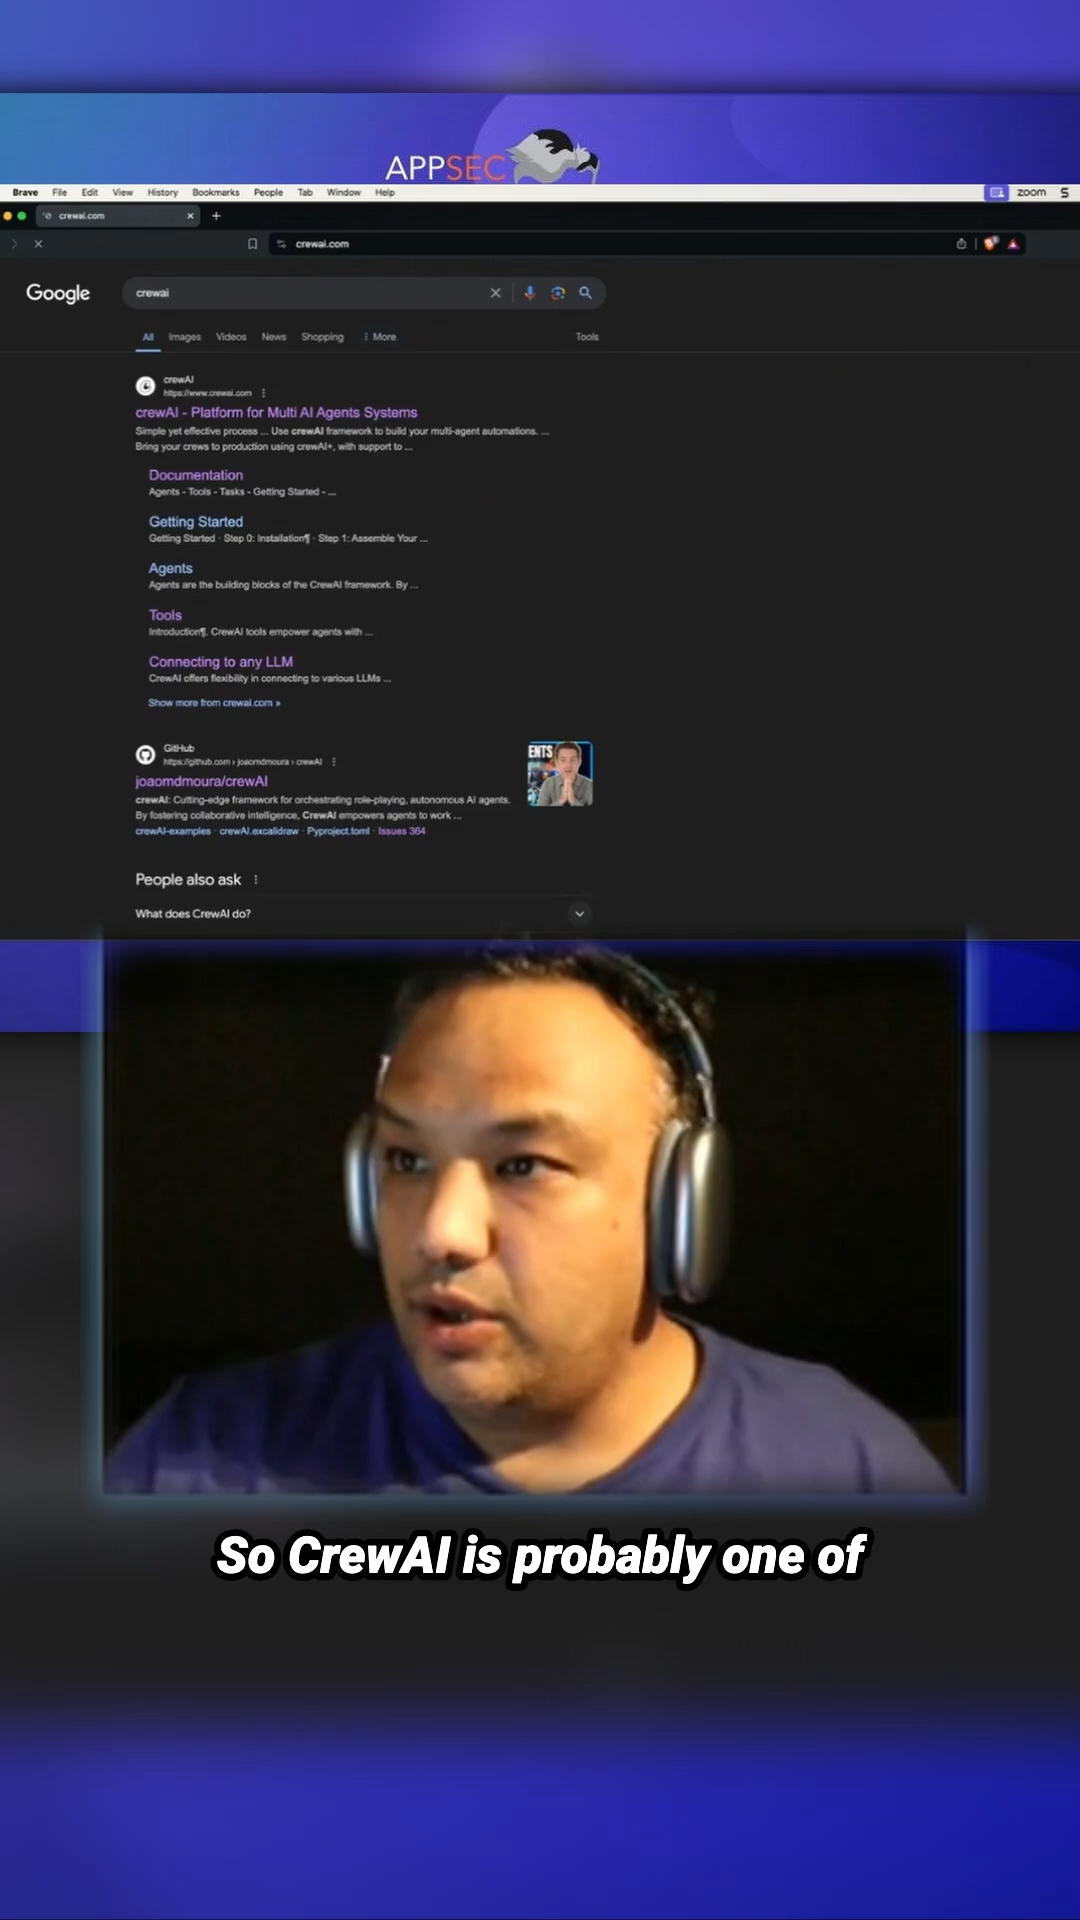 APPSEC
Brave File Edit View History Bookmarks People Tab Window Help zoom S
crewai.com
crewai.com
Google crewai
All Images Videos News Shopping More Tools
crewAI
https://www.crewai.com
crewAI - Platform for Multi AI Agents Systems
Simple yet effective process ... Use crewAI framework to build your multi-agent automations. ...
Bring your crews to production using crewAI+, with support to ...
Documentation
Agents - Tools - Tasks - Getting Started - ...
Getting Started
Getting Started · Step 0: Installation¶ · Step 1: Assemble Your ...
Agents
Agents are the building blocks of the CrewAI framework. By ...
Tools
Introduction¶. CrewAI tools empower agents with ...
Connecting to any LLM
CrewAI offers flexibility in connecting to various LLMs ...
Show more from crewai.com »
GitHub
https://github.com › joaomdmoura › crewAI
ENTS
joaomdmoura/crewAI
crewAI: Cutting-edge framework for orchestrating role-playing, autonomous AI agents.
By fostering collaborative intelligence, CrewAI empowers agents to work ...
crewAI-examples · crewAI.excalidraw · Pyproject.toml · Issues 364
People also ask
What does CrewAI do?
So CrewAI is probably one of